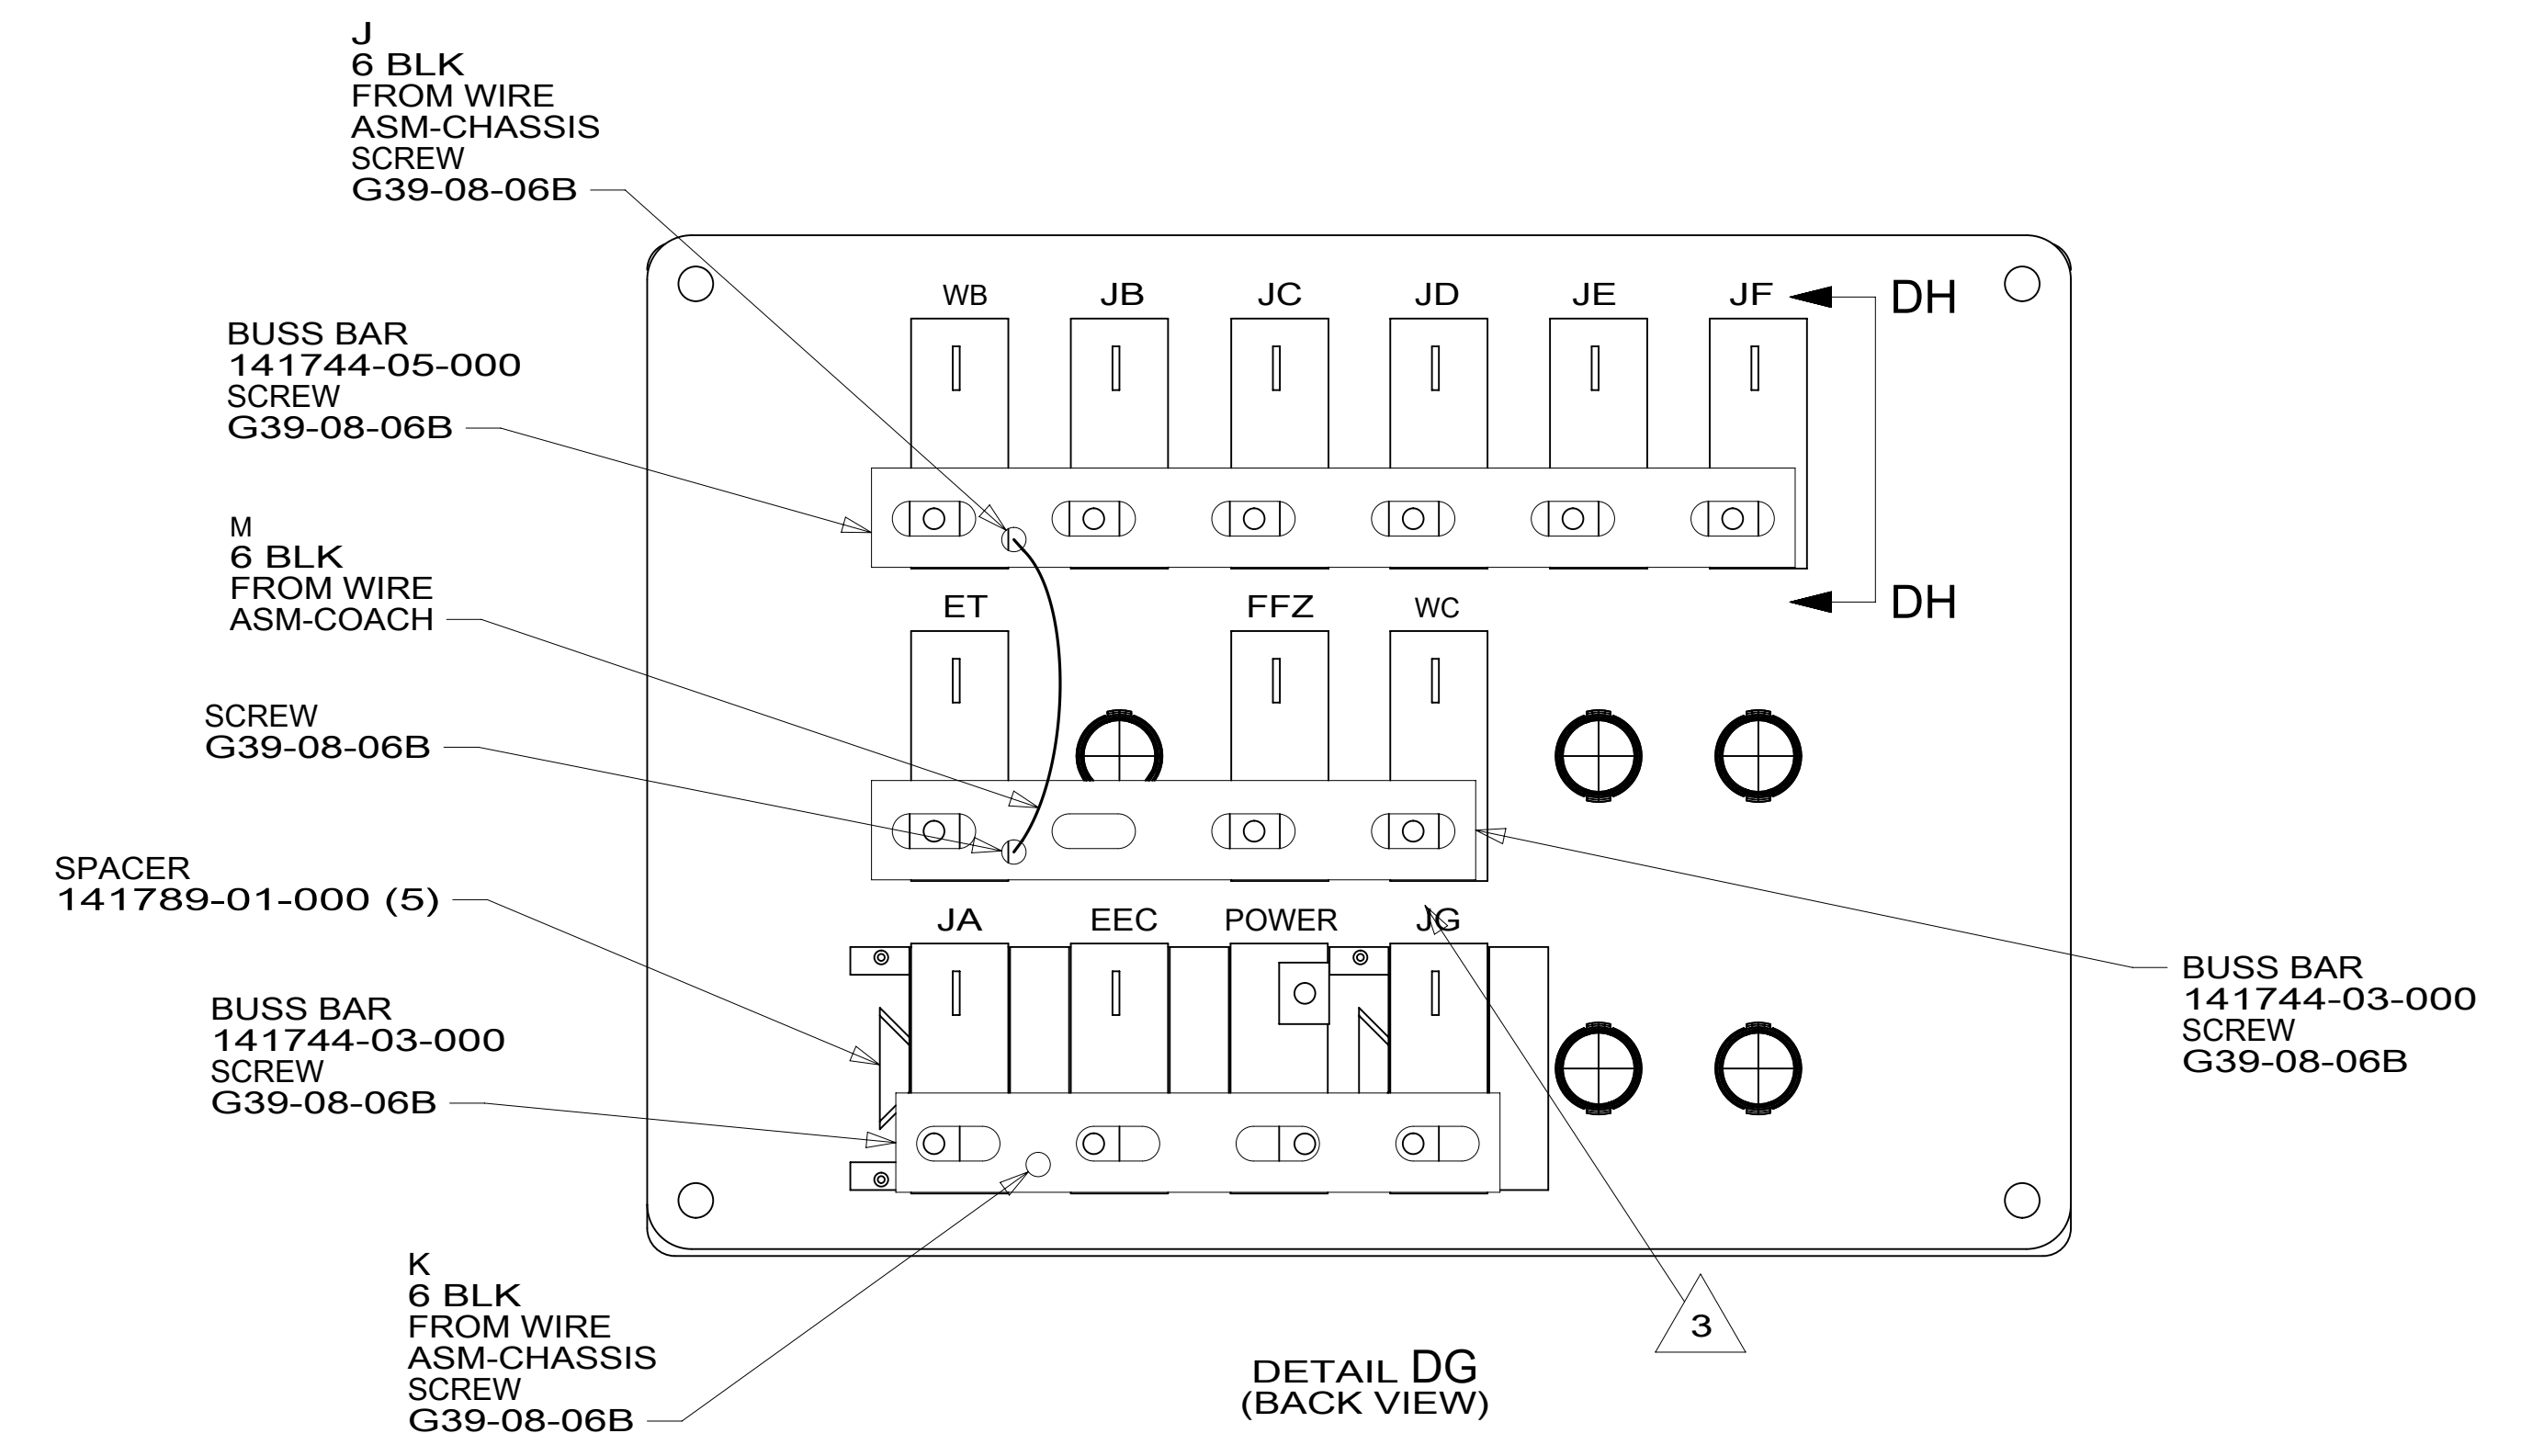 J
6 BLK
FROM WIRE
ASM-CHASSIS
SCREW
G39-08-06B
BUSS BAR
141744-05-000
SCREW
G39-08-06B
M
6 BLK
FROM WIRE
ASM-COACH
SCREW
G39-08-06B
SPACER
141789-01-000 (5)
BUSS BAR
141744-03-000
SCREW
G39-08-06B
K
6 BLK
FROM WIRE
ASM-CHASSIS
SCREW
G39-08-06B
WB JB JC JD JE JF
DH
DH
ET FFZ WC
JA EEC POWER JG
BUSS BAR
141744-03-000
SCREW
G39-08-06B
3
DETAIL DG
(BACK VIEW)